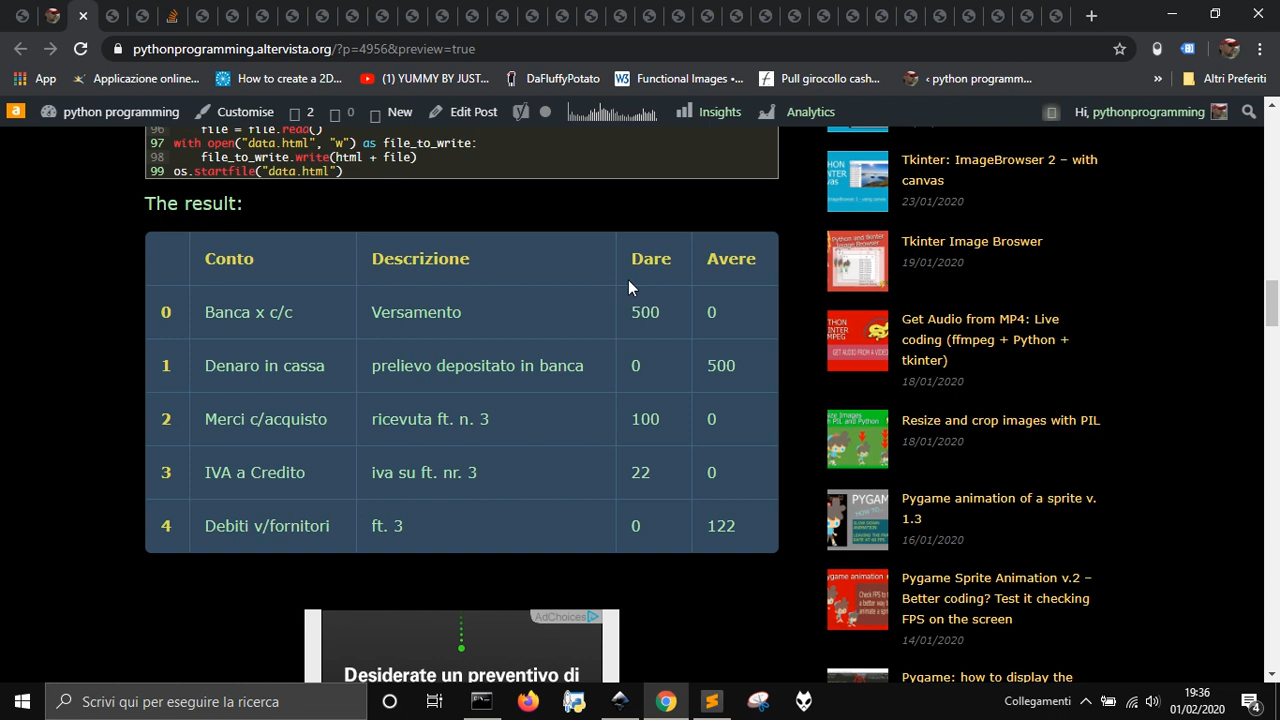 pythonprogramming.altervista.org/?p=4956&preview=true
App
Applicazione online...
How to create a 2D...
(1) YUMMY BY JUST...
DaFluffyPotato
W3
Functional Image •...
Pull girocollo cash...
‹ python programm...
»
Altri Preferiti
a
python programming
Customise
2
0
New
Edit Post
Insights
Analytics
Hi, pythonprogramming
96 file = file.read()
97 with open("data.html", "w") as file_to_write:
98 file_to_write.write(html + file)
99 os.startfile("data.html")
The result:
Conto Descrizione Dare Avere
0 Banca x c/c Versamento 500 0
1 Denaro in cassa prelievo depositato in banca 0 500
2 Merci c/acquisto ricevuta ft. n. 3 100 0
3 IVA a Credito iva su ft. nr. 3 22 0
4 Debiti v/fornitori ft. 3 0 122
AdChoices
Desiderate un preventivo di
Tkinter: ImageBrowser 2 – with
canvas
23/01/2020
Tkinter Image Broswer
19/01/2020
Get Audio from MP4: Live
coding (ffmpeg + Python +
tkinter)
18/01/2020
Resize and crop images with PIL
18/01/2020
Pygame animation of a sprite v.
1.3
16/01/2020
Pygame Sprite Animation v.2 –
Better coding? Test it checking
FPS on the screen
14/01/2020
Pygame: how to display the
Scrivi qui per eseguire la ricerca
Collegamenti
19:36
01/02/2020
4